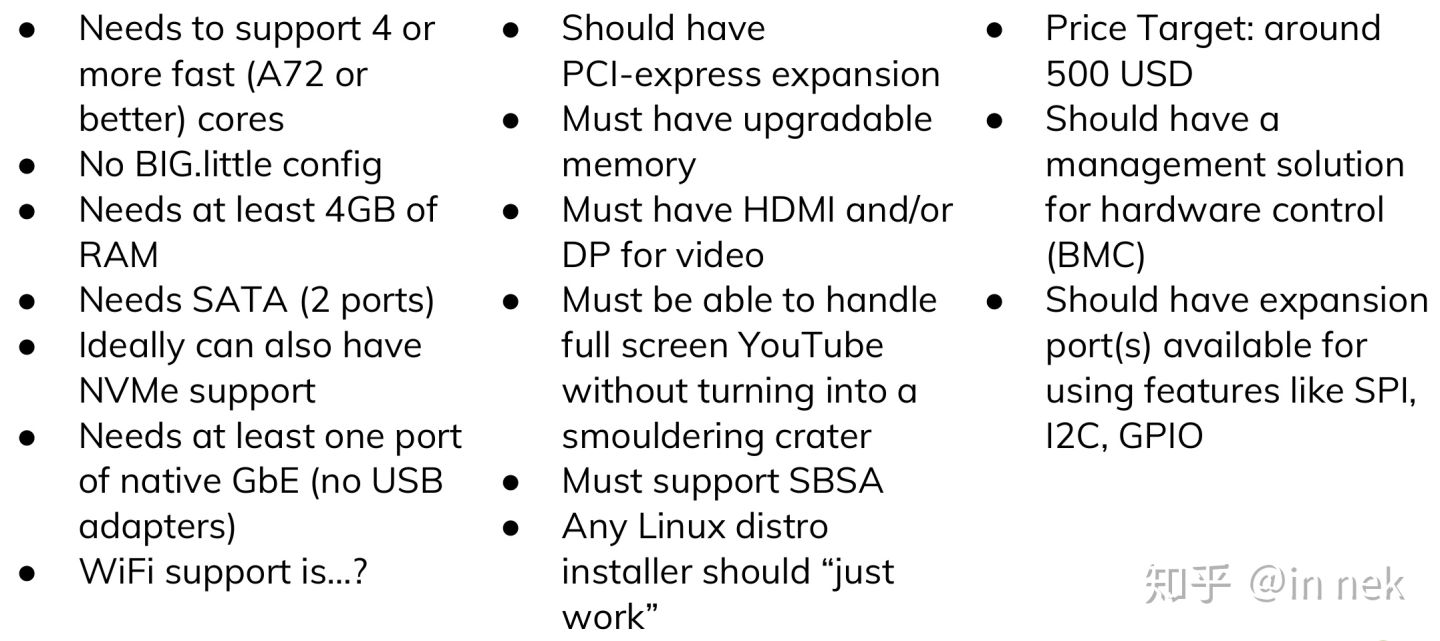 ● Needs to support 4 or
more fast (A72 or
better) cores
● No BIG.little config
● Needs at least 4GB of
RAM
● Needs SATA (2 ports)
● Ideally can also have
NVMe support
● Needs at least one port
of native GbE (no USB
adapters)
● WiFi support is...?
● Should have
PCI-express expansion
● Must have upgradable
memory
● Must have HDMI and/or
DP for video
● Must be able to handle
full screen YouTube
without turning into a
smouldering crater
● Must support SBSA
● Any Linux distro
installer should “just
work”
● Price Target: around
500 USD
● Should have a
management solution
for hardware control
(BMC)
● Should have expansion
port(s) available for
using features like SPI,
I2C, GPIO
知乎 @in nek